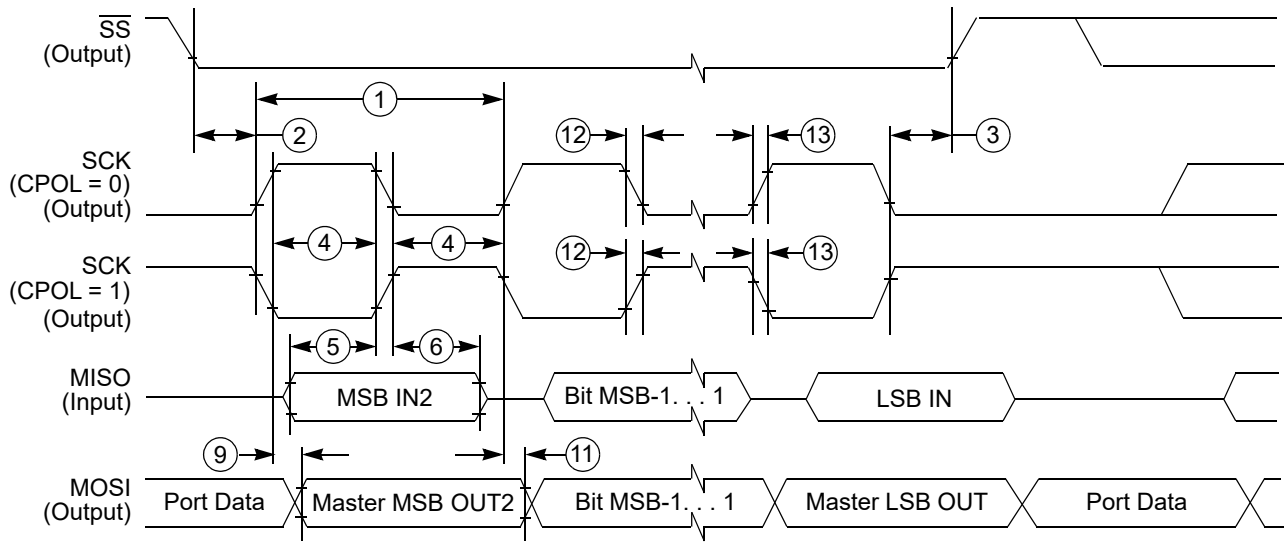 SS
(Output)
1
2
12
13
3
SCK
(CPOL = 0)
(Output)
4
4
SCK
(CPOL = 1)
(Output)
12
13
5
6
MISO
(Input)
MSB IN2
Bit MSB-1. . . 1
LSB IN
9
11
MOSI
(Output)
Port Data
Master MSB OUT2
Bit MSB-1. . . 1
Master LSB OUT
Port Data